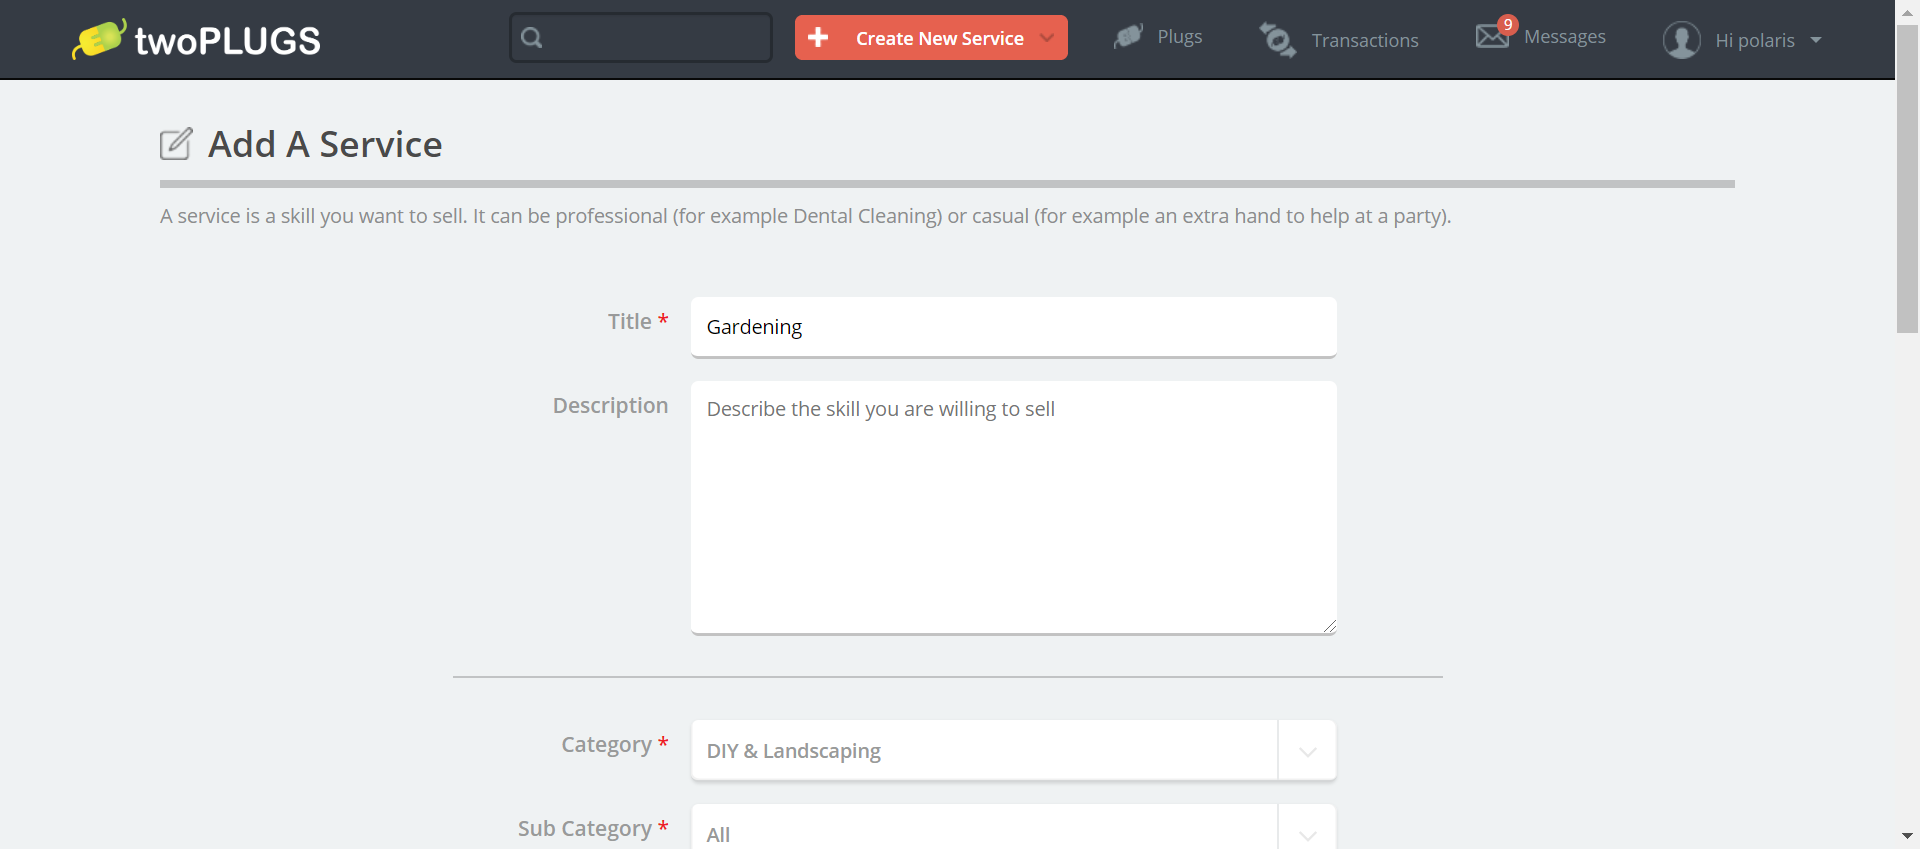 twoPLUGS
Create New Service
Plugs
Transactions
9
Messages
Hi polaris
Add A Service
A service is a skill you want to sell. It can be professional (for example Dental Cleaning) or casual (for example an extra hand to help at a party).
Title *
Gardening
Description
Describe the skill you are willing to sell
Category *
DIY & Landscaping
Sub Category *
All